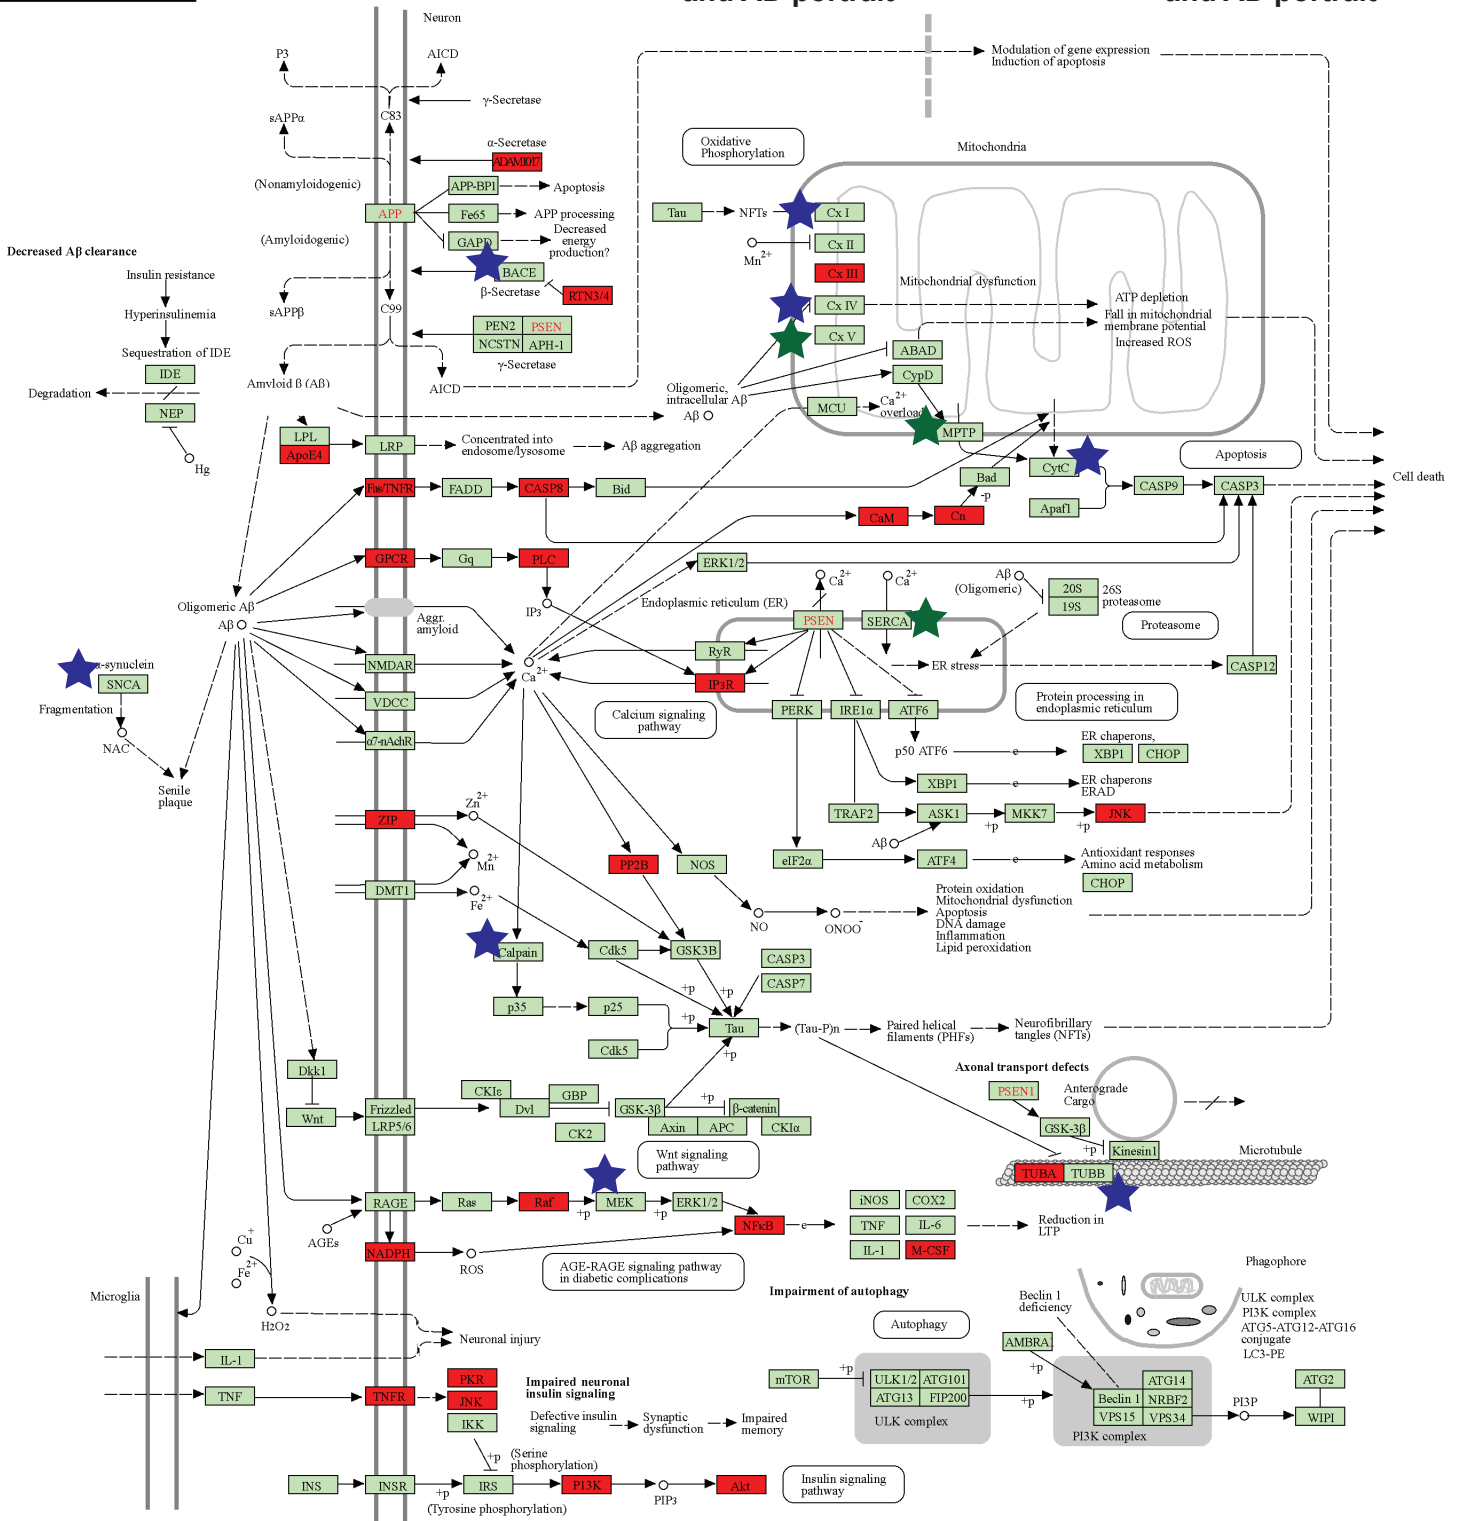 and AD portrait
and AD portrait
Neuron
P3
AICD
Modulation of gene expression
Induction of apoptosis
γ-Secretase
C83
sAPPα
α-Secretase
ADAM10/17
Oxidative
Phosphorylation
Mitochondria
(Nonamyloidogenic)
APP-BP1
Apoptosis
APP
Fe65
APP processing
Tau
NFTs
Cx I
(Amyloidogenic)
GAPD
Decreased
energy
production?
Mn2+
Cx II
Decreased Aβ clearance
BACE
Cx III
Insulin resistance
β-Secretase
RTN3/4
Mitochondrial dysfunction
Hyperinsulinemia
sAPPβ
C99
Cx IV
ATP depletion
Fall in mitochondrial
membrane potential
Increased ROS
PEN2
PSEN
NCSTN
APH-1
Cx V
Sequestration of IDE
γ-Secretase
ABAD
IDE
Amyloid β (Aβ)
AICD
CypD
Degradation
Oligomeric,
intracellular Aβ
Aβ
NEP
MCU
Ca2+
overload
MPTP
Hg
LPL
ApoE4
LRP
Concentrated into
endosome/lysosome
Aβ aggregation
CytC
Apoptosis
Cell death
Fas/TNFR
FADD
CASP8
Bid
Bad
-p
CASP9
CASP3
CaM
Cn
Apaf1
GPCR
Gq
PLC
ERK1/2
Ca2+
Ca2+
Aβ
(Oligomeric)
20S
19S
26S
proteasome
Oligomeric Aβ
Aβ
IP3
Endoplasmic reticulum (ER)
Aggr.
amyloid
PSEN
SERCA
Proteasome
RyR
α-synuclein
SNCA
NMDAR
Ca2+
IP3R
ER stress
CASP12
VDCC
Fragmentation
PERK
IRE1α
ATF6
Protein processing in
endoplasmic reticulum
Calcium signaling
pathway
NAC
α7-nAchR
p50 ATF6
e
ER chaperons,
XBP1
CHOP
Senile
plaque
XBP1
e
ER chaperons
ERAD
Zn2+
ZIP
TRAF2
ASK1
+p
MKK7
+p
JNK
Aβ
Mn2+
PP2B
NOS
eIF2α
ATF4
e
Antioxidant responses
Amino acid metabolism
CHOP
DMT1
Fe2+
NO
ONOO-
Protein oxidation
Mitochondrial dysfunction
Apoptosis
DNA damage
Inflammation
Lipid peroxidation
Calpain
Cdk5
GSK3B
CASP3
CASP7
+p
+p
p35
p25
+p
Tau
(Tau-P)n
Paired helical
filaments (PHFs)
Neurofibrillary
tangles (NFTs)
Cdk5
+p
Dkk1
Axonal transport defects
PSEN1
Anterograde
Cargo
Wnt
Frizzled
LRP5/6
CKIε
Dvl
GBP
CK2
GSK-3β
+p
β-catenin
Axin
APC
CKIα
GSK-3β
+p
Kinesin1
Wnt signaling
pathway
Microtubule
TUBA
TUBB
RAGE
Ras
Raf
+p
MEK
+p
ERK1/2
iNOS
COX2
AGEs
NFκB
e
TNF
IL-6
Reduction in
LTP
IL-1
M-CSF
Cu+
Fe2+
NADPH
ROS
AGE-RAGE signaling pathway
in diabetic complications
Phagophore
Microglia
H2O2
Impairment of autophagy
Beclin 1
deficiency
ULK complex
PI3K complex
ATG5-ATG12-ATG16
conjugate
LC3-PE
Neuronal injury
Autophagy
AMBRA1
IL-1
+p
TNF
TNFR
PKR
JNK
IKK
Impaired neuronal
insulin signaling
mTOR
+p
ULK1/2
ATG101
ATG13
FIP200
ULK complex
+p
ATG14
Beclin 1
NRBF2
VPS15
VPS34
PI3K complex
PI3P
ATG2
WIPI
Defective insulin
signaling
Synaptic
dysfunction
Impaired
memory
+p
(Serine
phosphorylation)
INS
INSR
+p
IRS
P13K
PIP3
Akt
Insulin signaling
pathway
(Tyrosine phosphorylation)